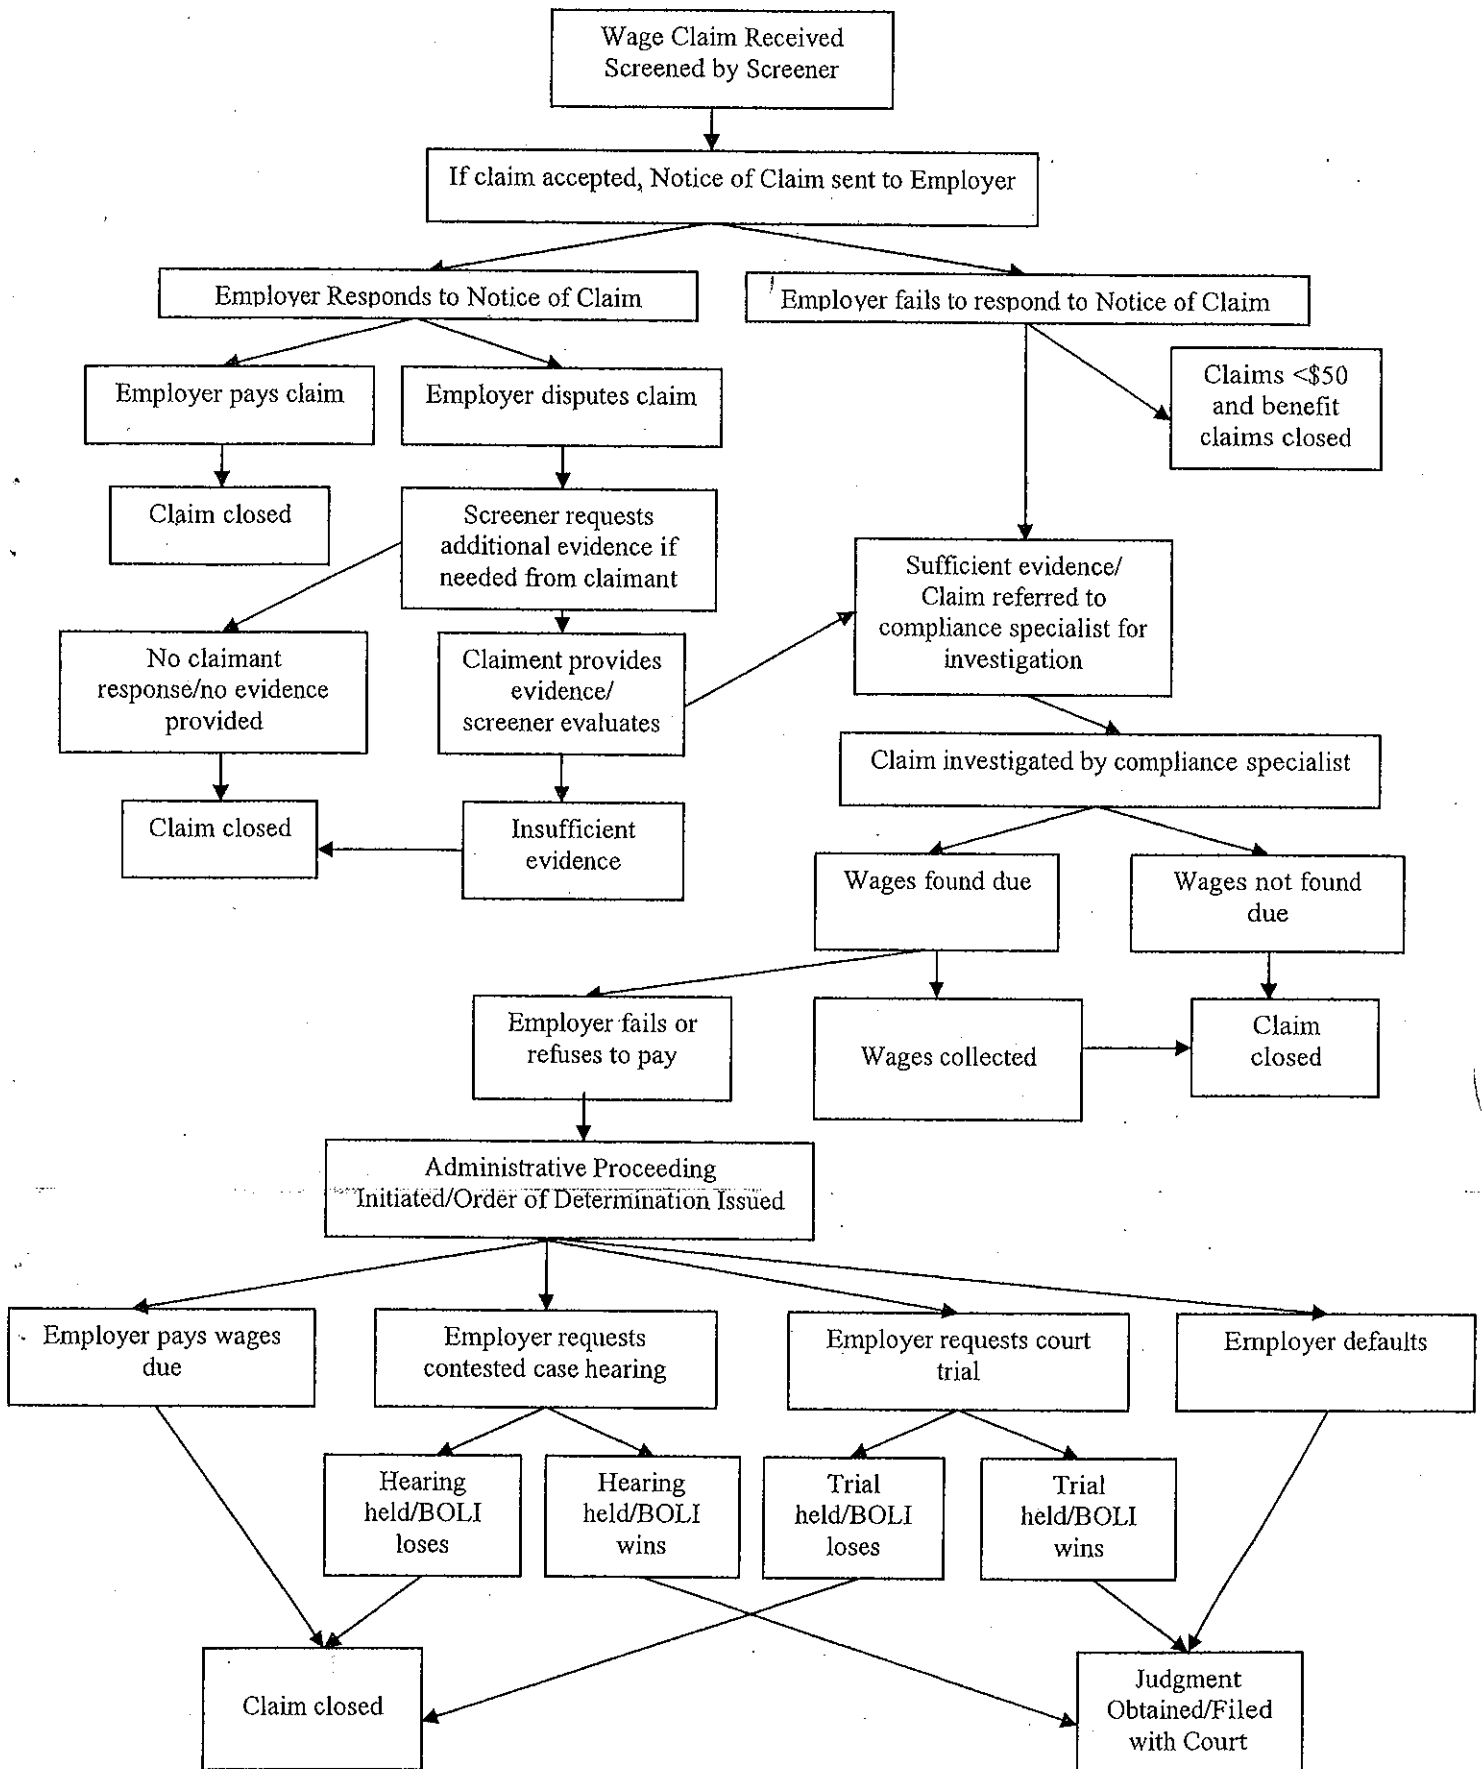 Wage Claim Received
Screened by Screener
If claim accepted, Notice of Claim sent to Employer
Employer Responds to Notice of Claim
Employer fails to respond to Notice of Claim
Employer pays claim
Employer disputes claim
Claims <$50
and benefit
claims closed
Claim closed
Screener requests
additional evidence if
needed from claimant
Sufficient evidence/
Claim referred to
compliance specialist for
investigation
No claimant
response/no evidence
provided
Claiment provides
evidence/
screener evaluates
Claim investigated by compliance specialist
Claim closed
Insufficient
evidence
Wages found due
Wages not found
due
Employer fails or
refuses to pay
Wages collected
Claim
closed
Administrative Proceeding
Initiated/Order of Determination Issued
Employer pays wages
due
Employer requests
contested case hearing
Employer requests court
trial
Employer defaults
Hearing
held/BOLI
loses
Hearing
held/BOLI
wins
Trial
held/BOLI
loses
Trial
held/BOLI
wins
Claim closed
Judgment
Obtained/Filed
with Court